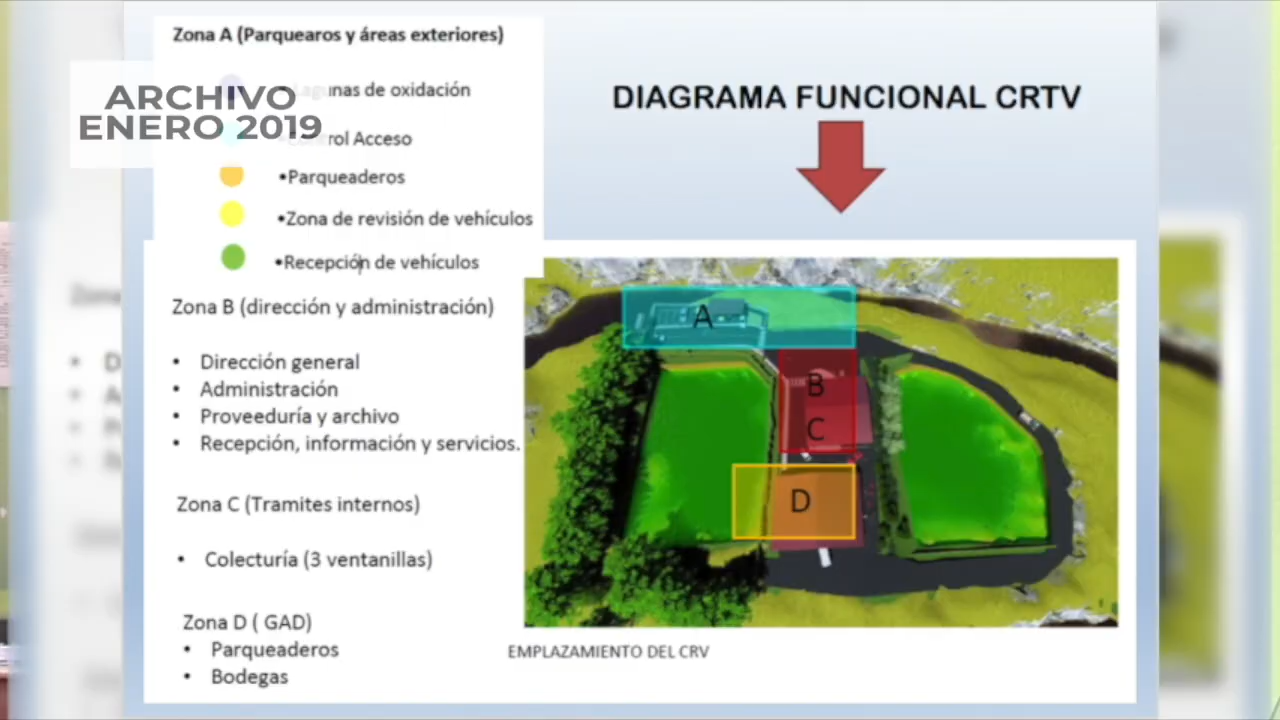 Zona A (Parquearos y áreas exteriores)
ARCHIVO
ENERO 2019
•Lagunas de oxidación
•Control Acceso
•Parqueaderos
•Zona de revisión de vehículos
•Recepción de vehículos
Zona B (dirección y administración)
• Dirección general
• Administración
• Proveeduría y archivo
• Recepción, información y servicios.
Zona C (Tramites internos)
• Colecturía (3 ventanillas)
Zona D ( GAD)
• Parqueaderos
• Bodegas
DIAGRAMA FUNCIONAL CRTV
A
B
C
D
EMPLAZAMIENTO DEL CRV